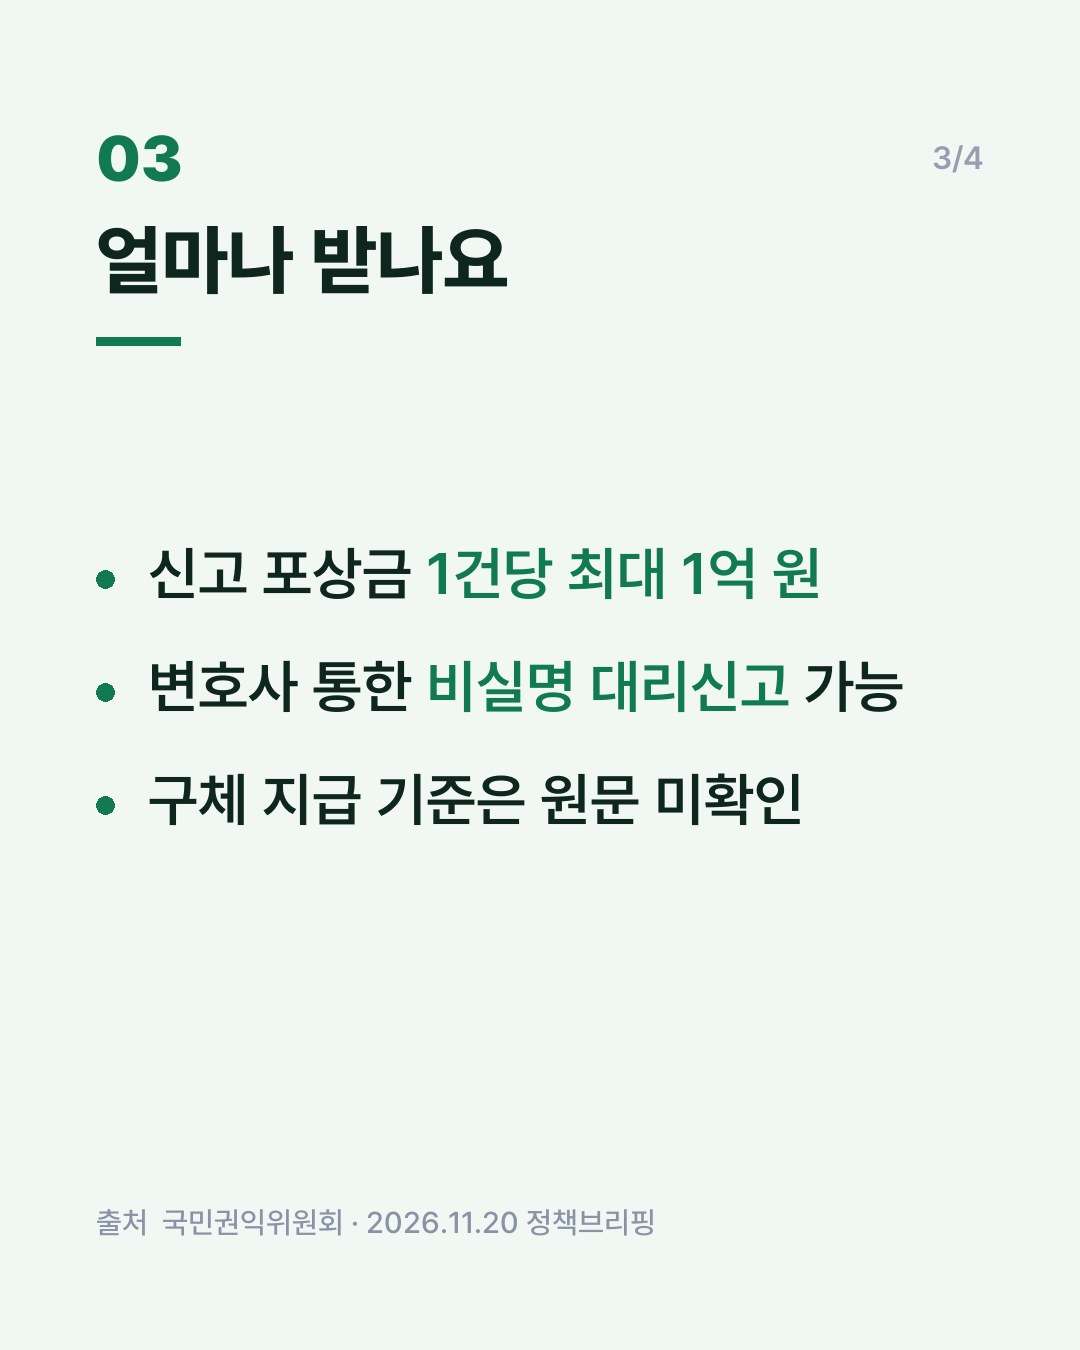 03
3/4
얼마나 받나요
신고 포상금 1건당 최대 1억 원
변호사 통한 비실명 대리신고 가능
구체 지급 기준은 원문 미확인
출처 국민권익위원회 · 2026.11.20 정책브리핑